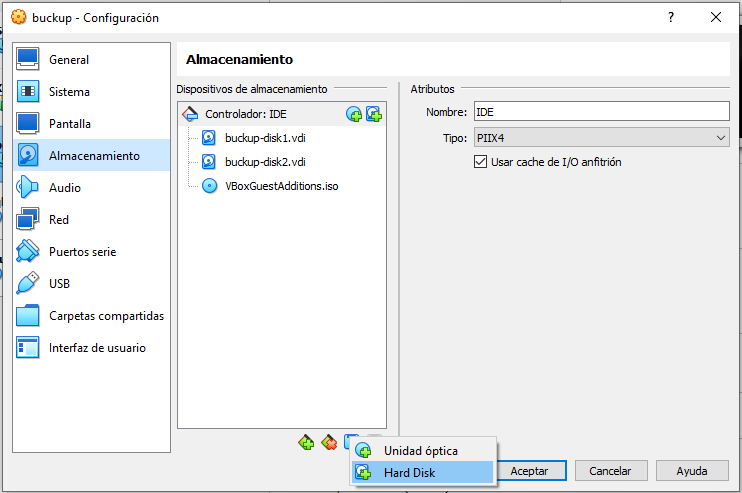 buckup - Configuración
?
General
Sistema
Pantalla
Almacenamiento
Audio
Red
Puertos serie
USB
Carpetas compartidas
Interfaz de usuario
Almacenamiento
Dispositivos de almacenamiento
Controlador: IDE
buckup-disk1.vdi
buckup-disk2.vdi
VBoxGuestAdditions.iso
Atributos
Nombre: IDE
Tipo: PIIX4
Usar cache de I/O anfitrión
Unidad óptica
Hard Disk
Aceptar
Cancelar
Ayuda